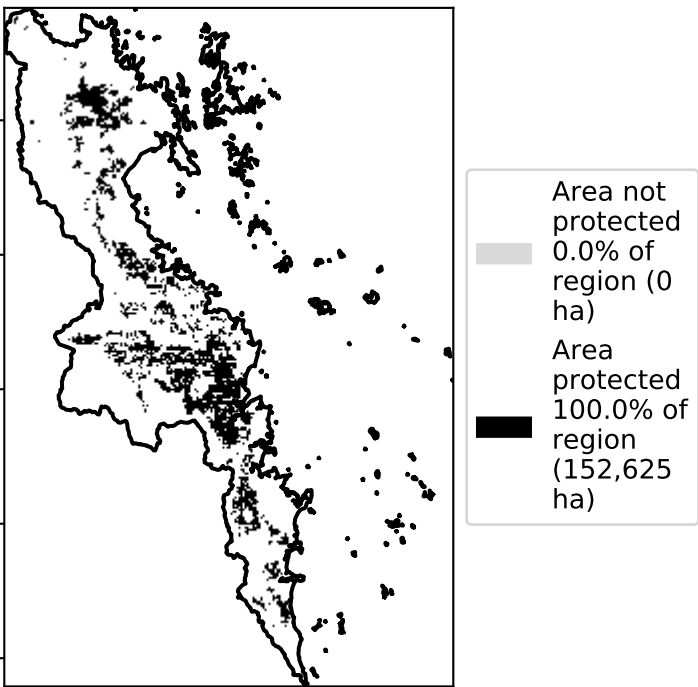 Area not
protected
0.0% of
region (0
ha)
Area
protected
100.0% of
region
(152,625
ha)